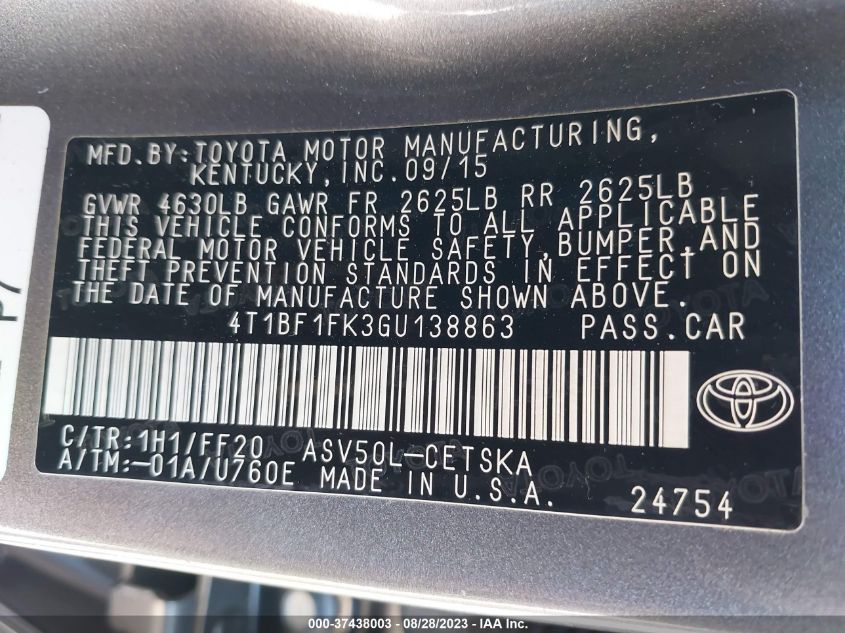 MFD.BY:TOYOTA MOTOR MANUFACTURING,
KENTUCKY,INC.09/15
GVWR 4630LB GAWR FR 2625LB RR 2625LB
THIS VEHICLE CONFORMS TO ALL APPLICABLE
FEDERAL MOTOR VEHICLE SAFETY,BUMPER,AND
THEFT PREVENTION STANDARDS IN EFFECT ON
THE DATE OF MANUFACTURE SHOWN ABOVE.
4T1BF1FK3GU138863 PASS.CAR
C/TR:1H1/FF20 ASV50L-CETSKA
A/TM:-01A/U760E MADE IN U.S.A.
24754
000-37438003 - 08/28/2023 - IAA Inc.